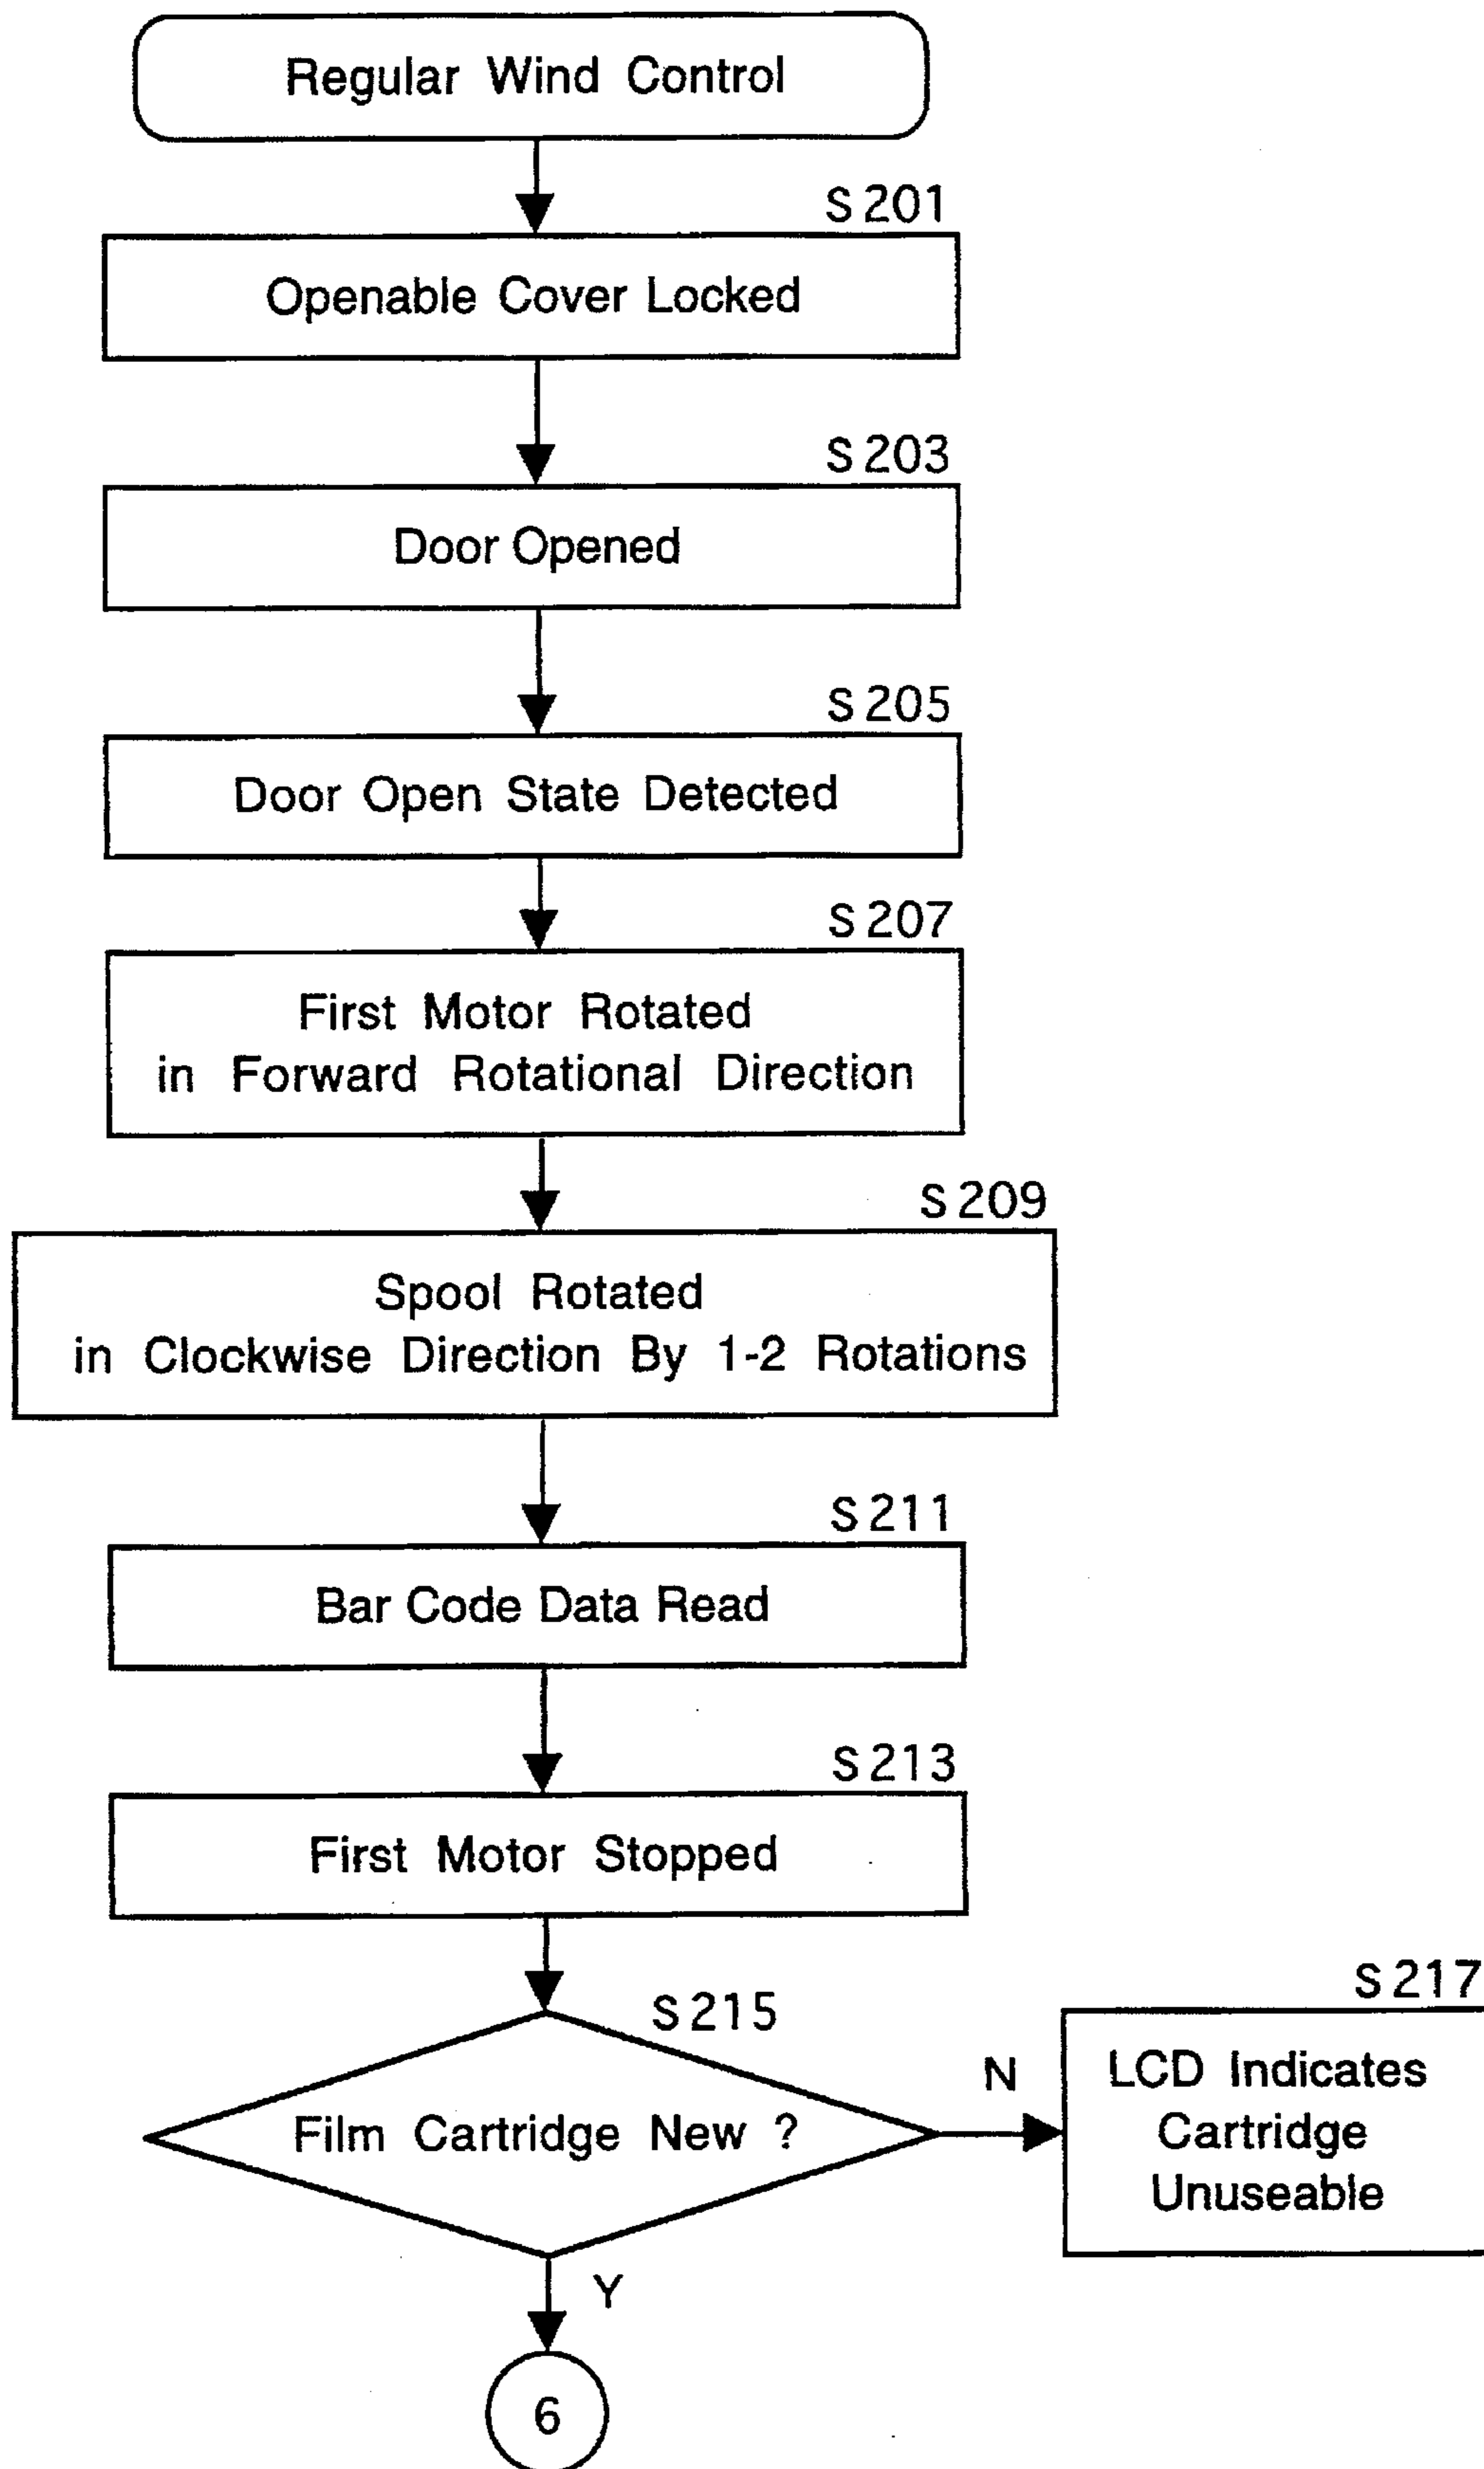 Regular Wind Control
S201
Openable Cover Locked
S203
Door Opened
S205
Door Open State Detected
S207
First Motor Rotated
in Forward Rotational Direction
S209
Spool Rotated
in Clockwise Direction By 1-2 Rotations
S211
Bar Code Data Read
S213
First Motor Stopped
S215
Film Cartridge New ?
N
S217
LCD Indicates
Cartridge
Unuseable
Y
6